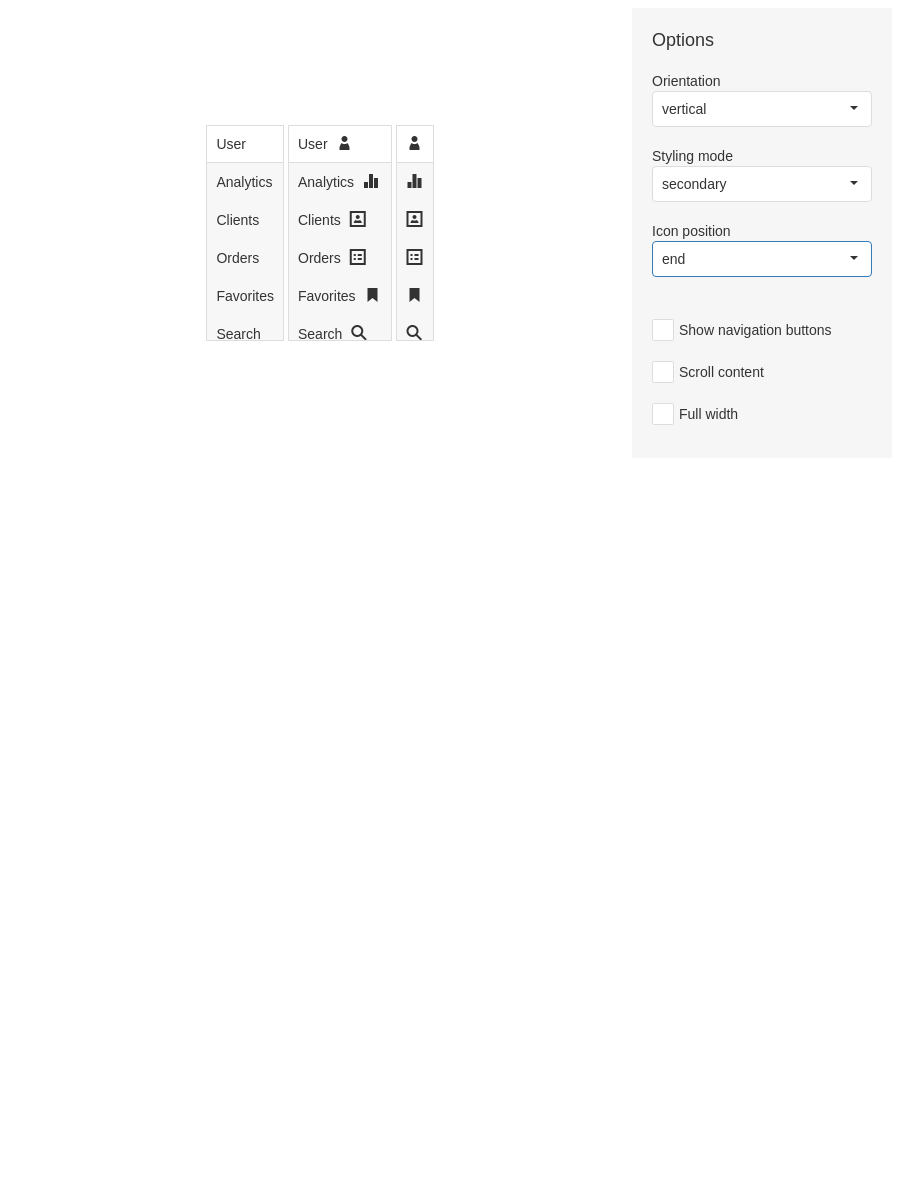 User
Analytics
Clients
Orders
Favorites
Search
User
Analytics
Clients
Orders
Favorites
Search
Options
Orientation
vertical
Styling mode
secondary
Icon position
end
Show navigation buttons
Scroll content
Full width